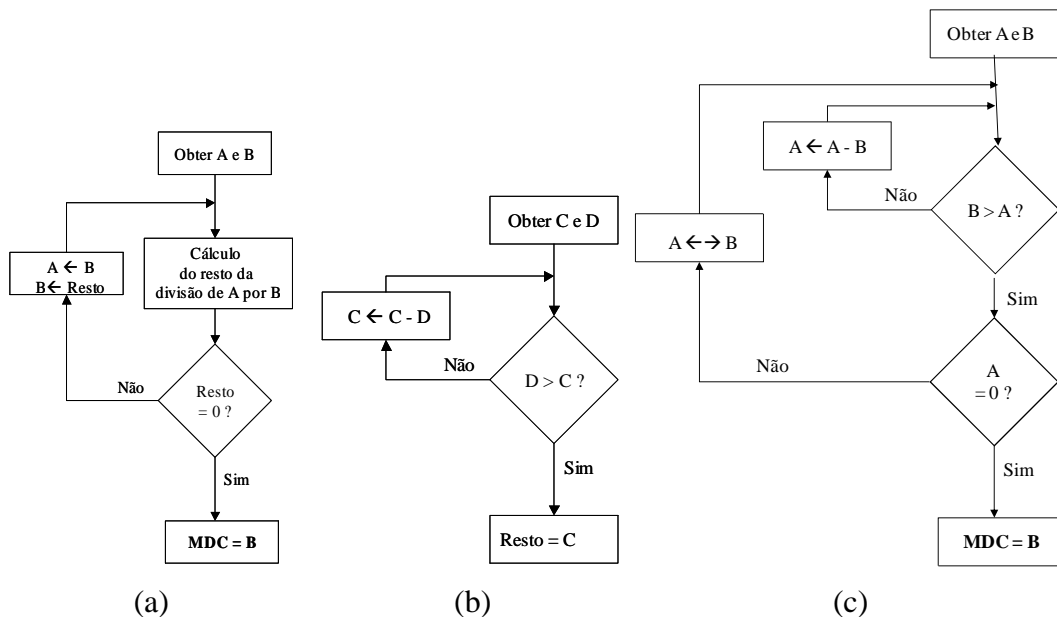 Obter A e B
Cálculo
do resto da
divisão de A por B
A ← B
B ← Resto
Não
Resto
= 0 ?
Sim
MDC = B
(a)
Obter C e D
C ← C - D
Não
D > C ?
Sim
Resto = C
(b)
Obter A e B
A ← A - B
Não
B > A ?
A ←→ B
Sim
Não
A
= 0 ?
Sim
MDC = B
(c)